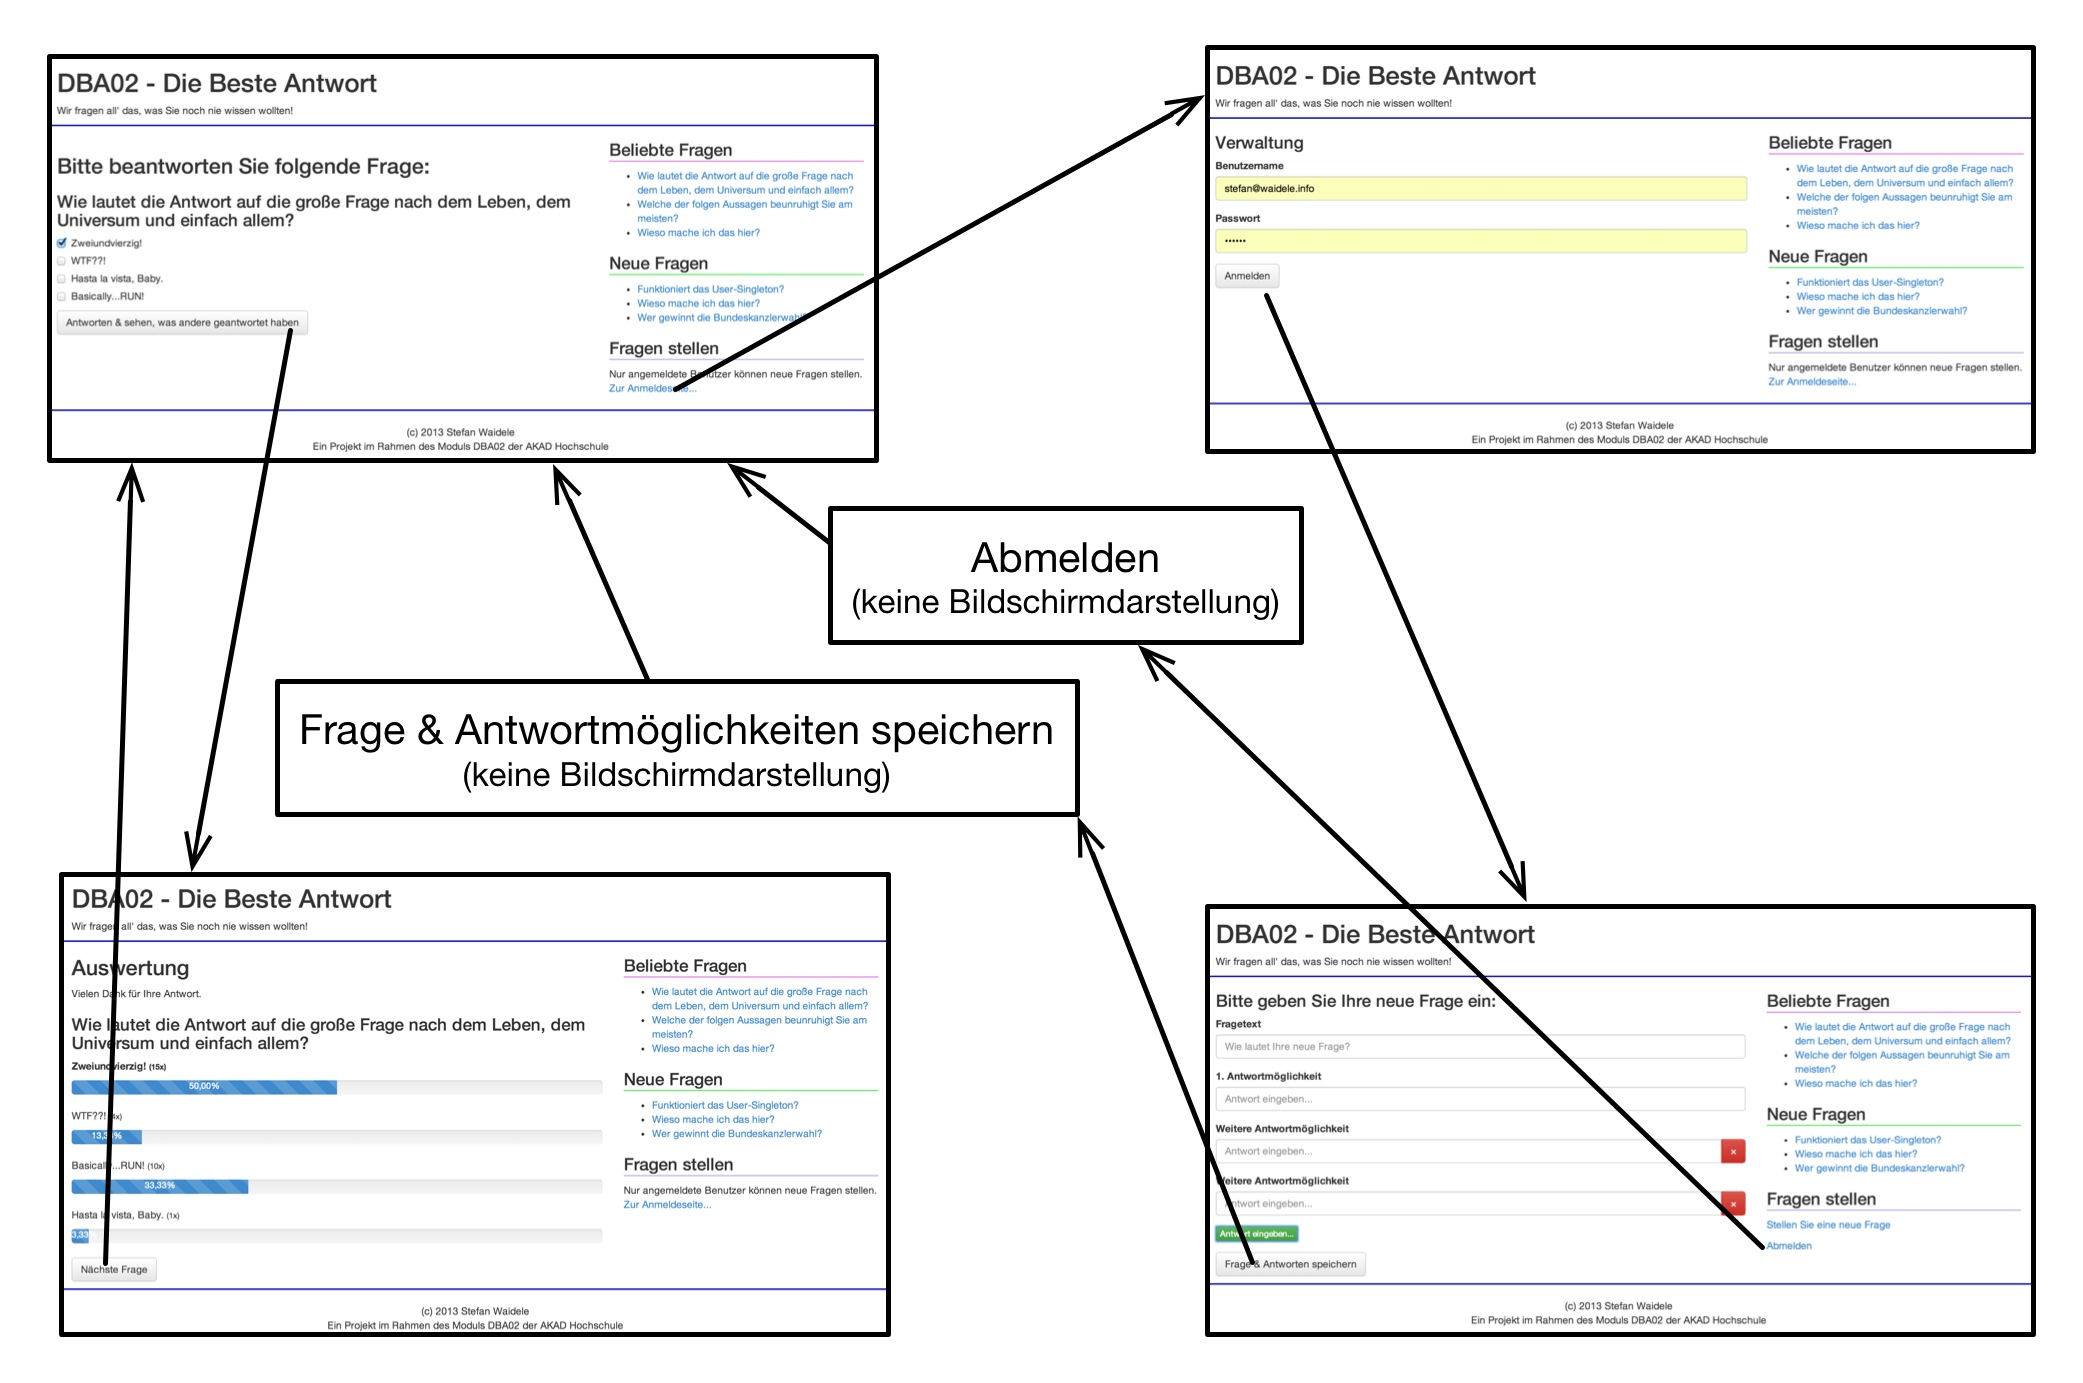 DBA02 - Die Beste Antwort
Wir fragen all' das, was Sie noch nie wissen wollten!
Bitte beantworten Sie folgende Frage:
Wie lautet die Antwort auf die große Frage nach dem Leben, dem
Universum und einfach allem?
Zweiundvierzig!
WTF??!
Hasta la vista, Baby.
Basically...RUN!
Antworten & sehen, was andere geantwortet haben
Beliebte Fragen
Wie lautet die Antwort auf die große Frage nach
dem Leben, dem Universum und einfach allem?
Welche der folgen Aussagen beunruhigt Sie am
meisten?
Wieso mache ich das hier?
Neue Fragen
Funktioniert das User-Singleton?
Wieso mache ich das hier?
Wer gewinnt die Bundeskanzlerwahl?
Fragen stellen
Nur angemeldete Benutzer können neue Fragen stellen.
Zur Anmeldeseite...
(c) 2013 Stefan Waidele
Ein Projekt im Rahmen des Moduls DBA02 der AKAD Hochschule
DBA02 - Die Beste Antwort
Wir fragen all' das, was Sie noch nie wissen wollten!
Verwaltung
Benutzername
stefan@waidele.info
Passwort
••••••
Anmelden
Beliebte Fragen
Wie lautet die Antwort auf die große Frage nach
dem Leben, dem Universum und einfach allem?
Welche der folgen Aussagen beunruhigt Sie am
meisten?
Wieso mache ich das hier?
Neue Fragen
Funktioniert das User-Singleton?
Wieso mache ich das hier?
Wer gewinnt die Bundeskanzlerwahl?
Fragen stellen
Nur angemeldete Benutzer können neue Fragen stellen.
Zur Anmeldeseite...
(c) 2013 Stefan Waidele
Ein Projekt im Rahmen des Moduls DBA02 der AKAD Hochschule
Abmelden
(keine Bildschirmdarstellung)
Frage & Antwortmöglichkeiten speichern
(keine Bildschirmdarstellung)
DBA02 - Die Beste Antwort
Wir fragen all' das, was Sie noch nie wissen wollten!
Auswertung
Vielen Dank für Ihre Antwort.
Wie lautet die Antwort auf die große Frage nach dem Leben, dem
Universum und einfach allem?
Zweiundvierzig! (15x)
50,00%
WTF??! (4x)
13,33%
Basically...RUN! (10x)
33,33%
Hasta la vista, Baby. (1x)
3,33
Nächste Frage
Beliebte Fragen
Wie lautet die Antwort auf die große Frage nach
dem Leben, dem Universum und einfach allem?
Welche der folgen Aussagen beunruhigt Sie am
meisten?
Wieso mache ich das hier?
Neue Fragen
Funktioniert das User-Singleton?
Wieso mache ich das hier?
Wer gewinnt die Bundeskanzlerwahl?
Fragen stellen
Nur angemeldete Benutzer können neue Fragen stellen.
Zur Anmeldeseite...
(c) 2013 Stefan Waidele
Ein Projekt im Rahmen des Moduls DBA02 der AKAD Hochschule
DBA02 - Die Beste Antwort
Wir fragen all' das, was Sie noch nie wissen wollten!
Bitte geben Sie Ihre neue Frage ein:
Fragetext
Wie lautet Ihre neue Frage?
1. Antwortmöglichkeit
Antwort eingeben...
Weitere Antwortmöglichkeit
Antwort eingeben...
×
Weitere Antwortmöglichkeit
Antwort eingeben...
×
Antwort eingeben...
Frage & Antworten speichern
Beliebte Fragen
Wie lautet die Antwort auf die große Frage nach
dem Leben, dem Universum und einfach allem?
Welche der folgen Aussagen beunruhigt Sie am
meisten?
Wieso mache ich das hier?
Neue Fragen
Funktioniert das User-Singleton?
Wieso mache ich das hier?
Wer gewinnt die Bundeskanzlerwahl?
Fragen stellen
Stellen Sie eine neue Frage
Abmelden
(c) 2013 Stefan Waidele
Ein Projekt im Rahmen des Moduls DBA02 der AKAD Hochschule